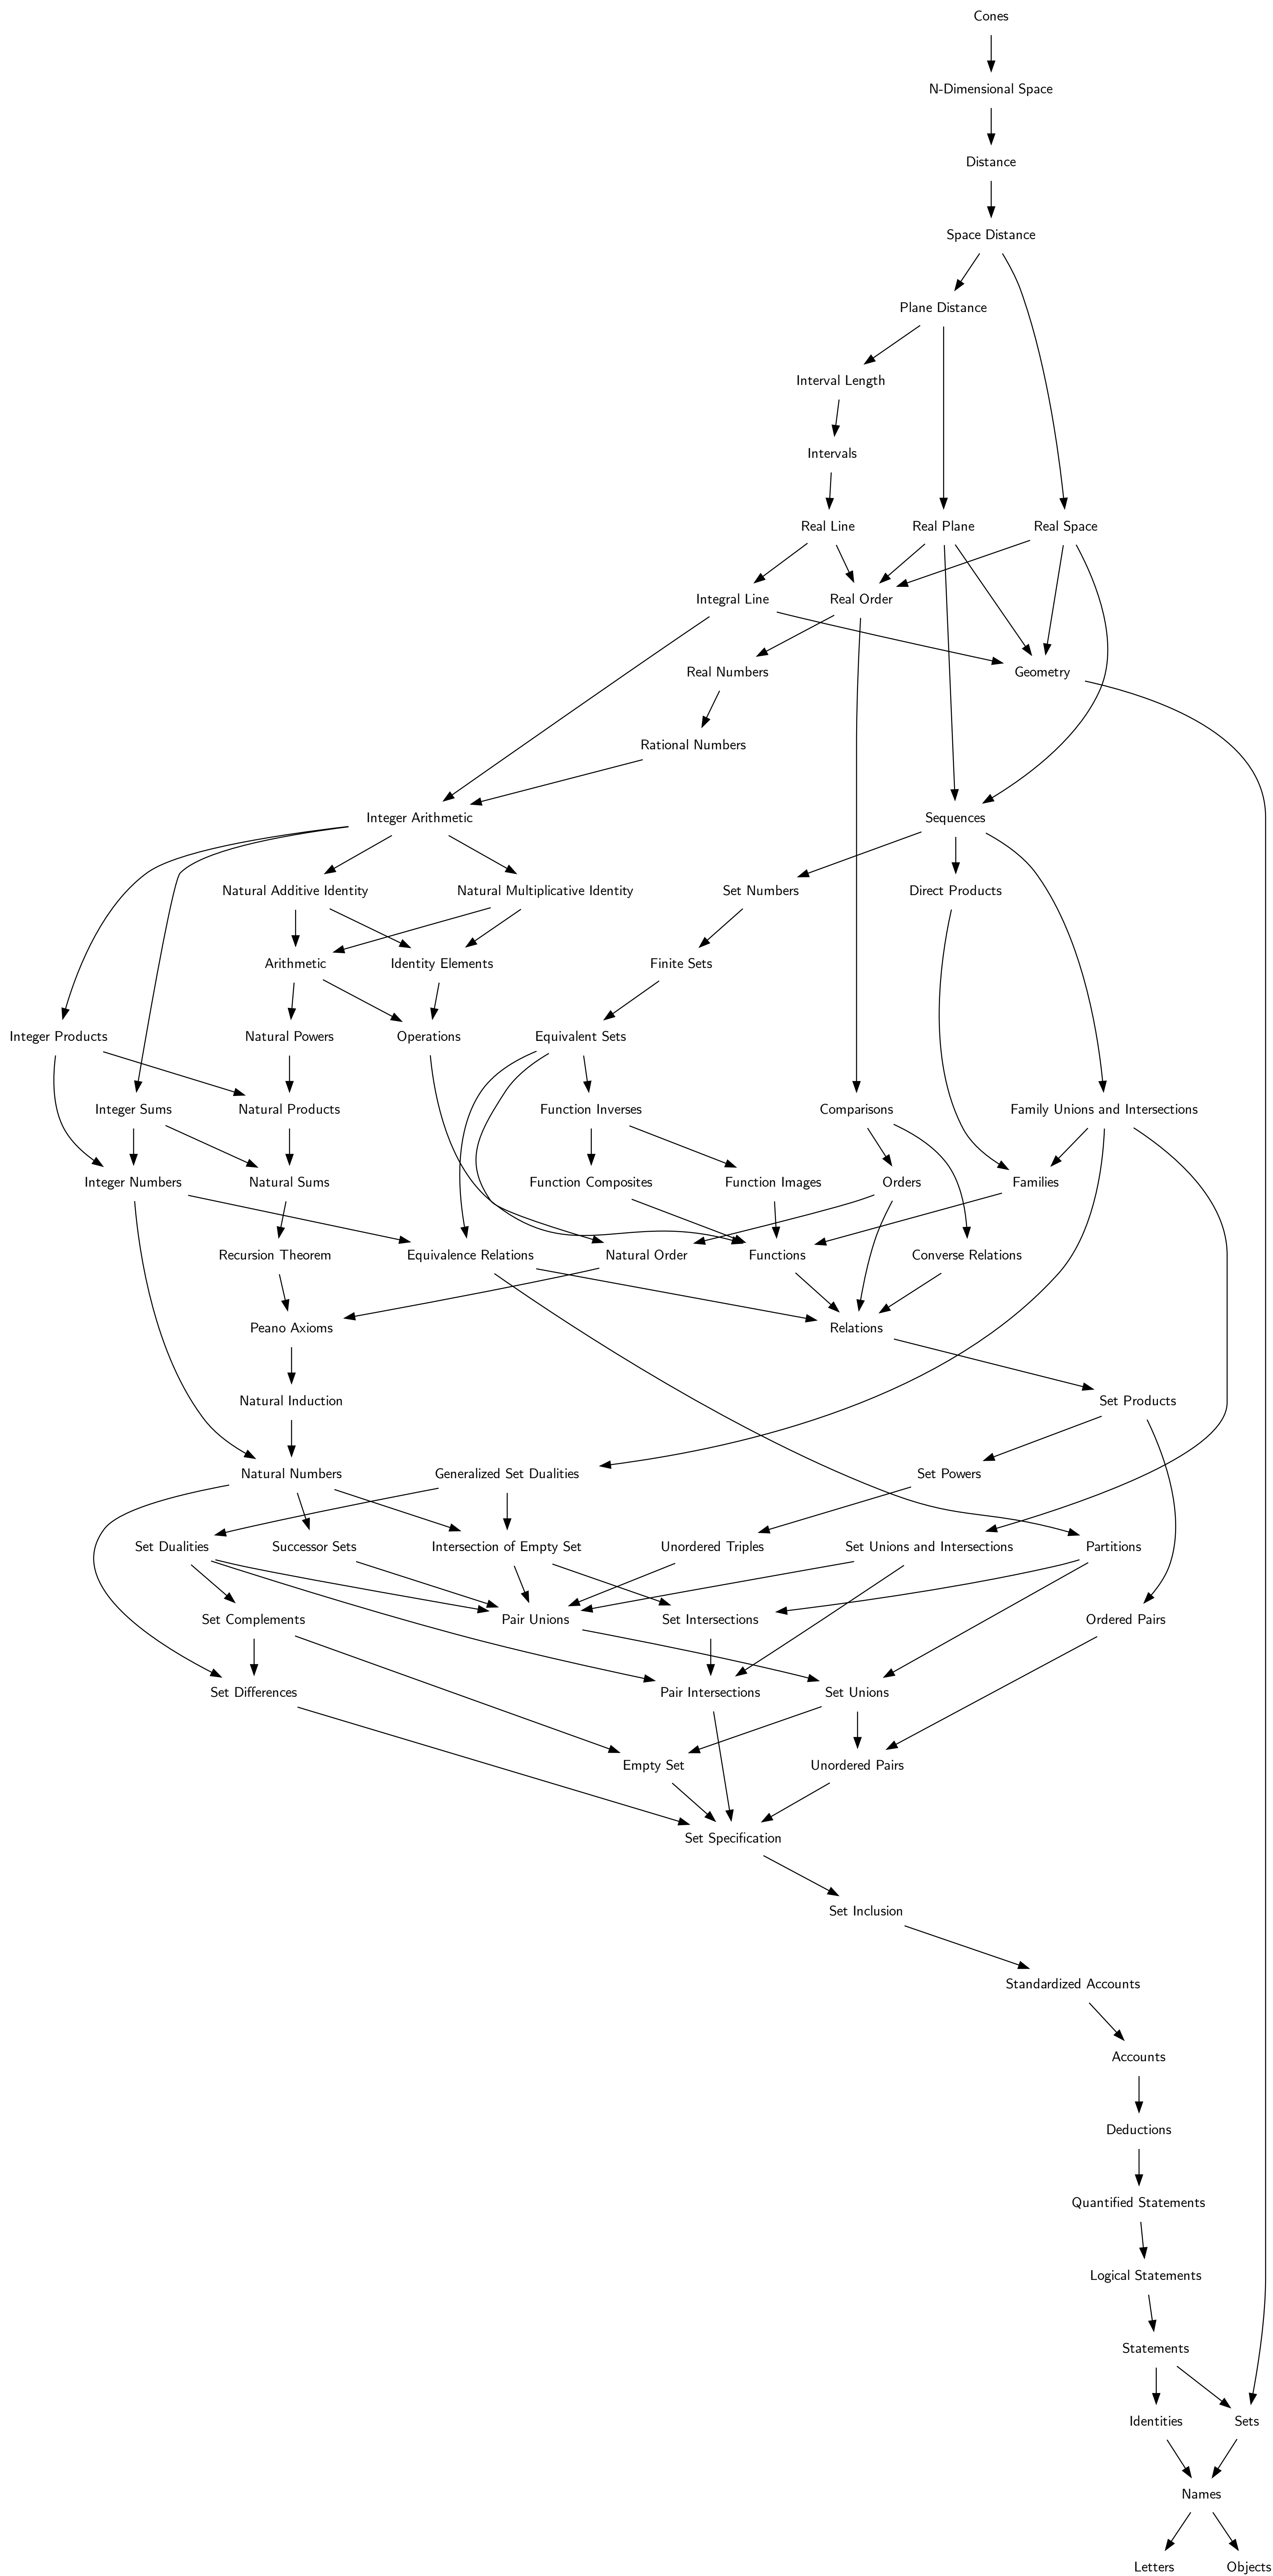 Cones
N-Dimensional Space
Distance
Space Distance
Plane Distance
Interval Length
Intervals
Real Line
Real Plane
Real Space
Integral Line
Real Order
Real Numbers
Geometry
Rational Numbers
Integer Arithmetic
Sequences
Natural Additive Identity
Natural Multiplicative Identity
Set Numbers
Direct Products
Arithmetic
Identity Elements
Finite Sets
Integer Products
Natural Powers
Operations
Equivalent Sets
Integer Sums
Natural Products
Function Inverses
Comparisons
Family Unions and Intersections
Integer Numbers
Natural Sums
Function Composites
Function Images
Orders
Families
Recursion Theorem
Equivalence Relations
Natural Order
Functions
Converse Relations
Peano Axioms
Relations
Natural Induction
Set Products
Natural Numbers
Generalized Set Dualities
Set Powers
Set Dualities
Successor Sets
Intersection of Empty Set
Unordered Triples
Set Unions and Intersections
Partitions
Set Complements
Pair Unions
Set Intersections
Ordered Pairs
Set Differences
Pair Intersections
Set Unions
Empty Set
Unordered Pairs
Set Specification
Set Inclusion
Standardized Accounts
Accounts
Deductions
Quantified Statements
Logical Statements
Statements
Identities
Sets
Names
Letters
Objects